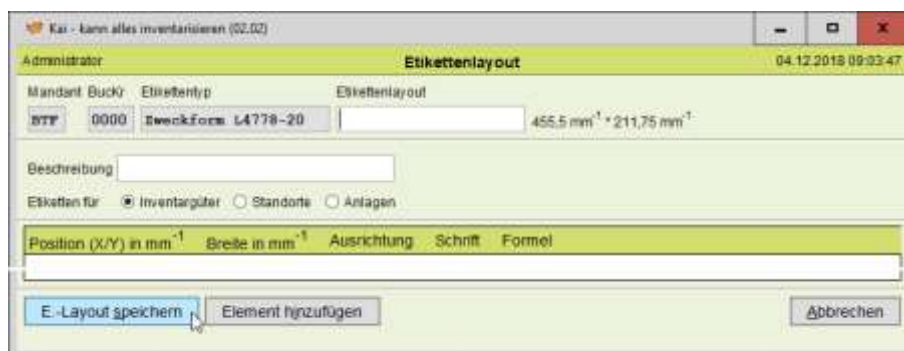 Kai - kann alles inventarisieren (02.02)
Administrator Etikettenlayout 04.12.2018 09:03:47
Mandant BucKr Etikettentyp Etikettenlayout
BTF 0000 Zweckform L4778-20 455,5 mm⁻¹ * 211,75 mm⁻¹
Beschreibung
Etiketten für Inventargüter Standorte Anlagen
Position (X/Y) in mm⁻¹ Breite in mm⁻¹ Ausrichtung Schrift Formel
E.-Layout speichern Element hinzufügen Abbrechen